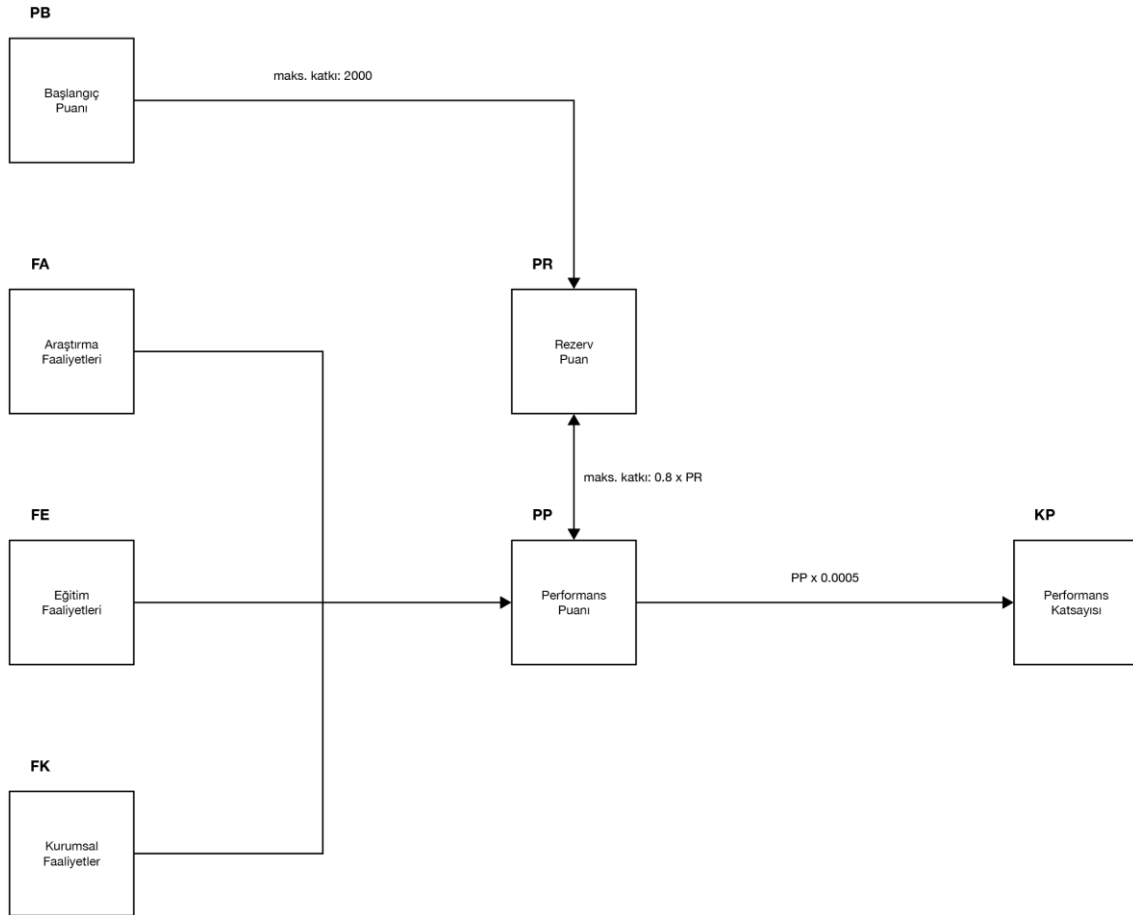 PB
Başlangıç
Puanı
maks. katkı: 2000
FA
Araştırma
Faaliyetleri
PR
Rezerv
Puan
maks. katkı: 0.8 x PR
FE
Eğitim
Faaliyetleri
PP
Performans
Puanı
PP x 0.0005
KP
Performans
Katsayısı
FK
Kurumsal
Faaliyetler